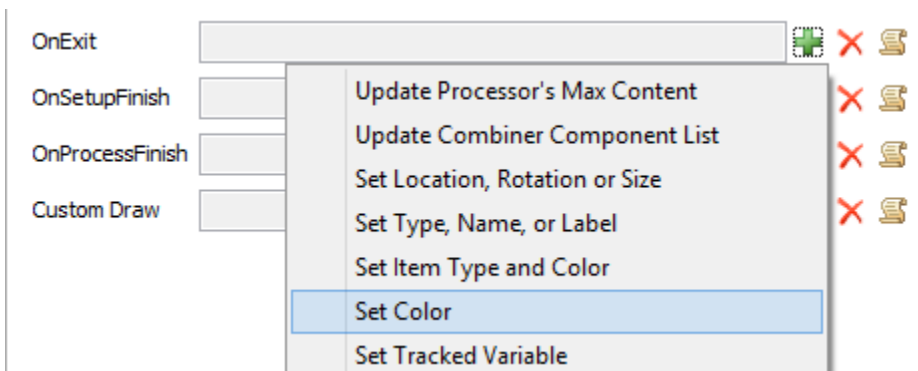 OnExit
Update Processor's Max Content
OnSetupFinish
Update Combiner Component List
OnProcessFinish
Set Location, Rotation or Size
Custom Draw
Set Type, Name, or Label
Set Item Type and Color
Set Color
Set Tracked Variable